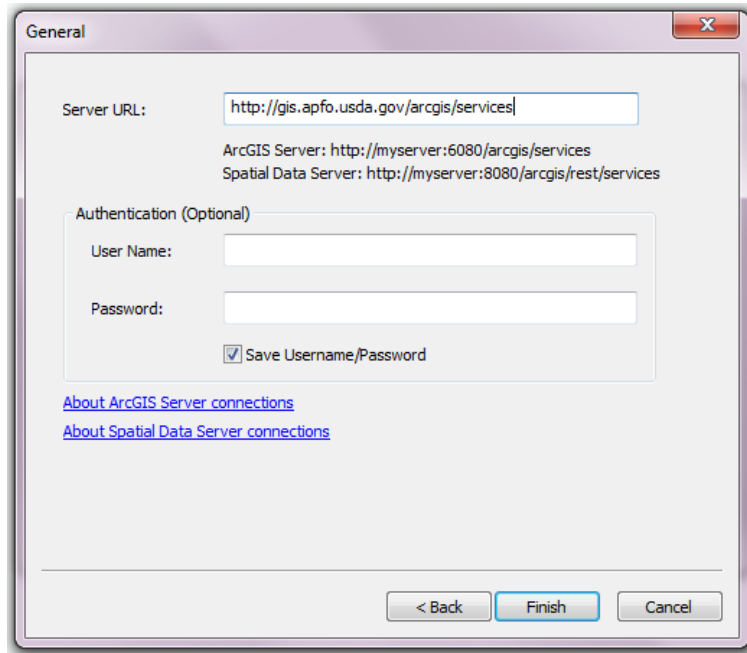 General
Server URL: http://gis.apfo.usda.gov/arcgis/services
ArcGIS Server: http://myserver:6080/arcgis/services
Spatial Data Server: http://myserver:8080/arcgis/rest/services
Authentication (Optional)
User Name:
Password:
Save Username/Password
About ArcGIS Server connections
About Spatial Data Server connections
< Back Finish Cancel